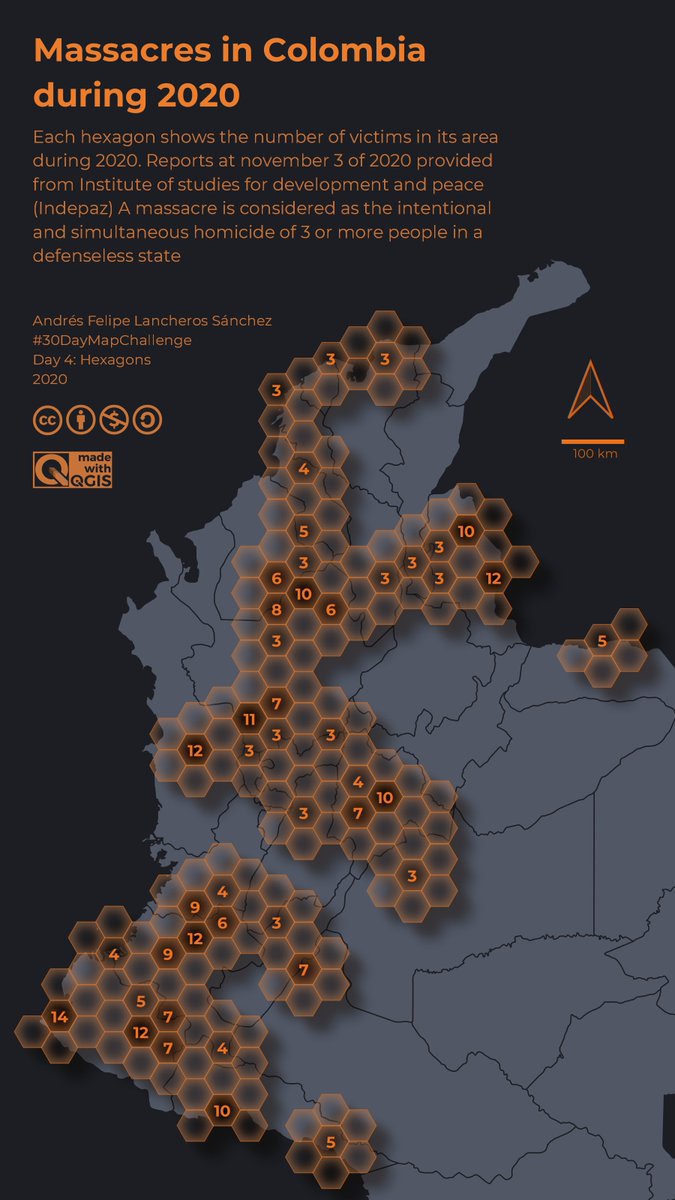 Massacres in Colombia
during 2020
Each hexagon shows the number of victims in its area
during 2020. Reports at november 3 of 2020 provided
from Institute of studies for development and peace
(Indepaz) A massacre is considered as the intentional
and simultaneous homicide of 3 or more people in a
defenseless state
Andrés Felipe Lancheros Sánchez
#30DayMapChallenge
Day 4: Hexagons
2020
cc
made
with
QGIS
100 km
3
3
3
4
5
10
3
3
3
6
3
3
12
10
8
6
3
5
7
11
3
3
12
3
4
10
3
7
3
4
9
6
3
12
4
9
7
5
14
7
12
7
4
10
5